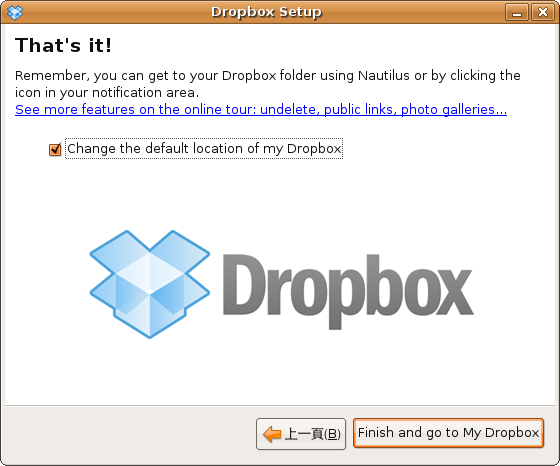 Dropbox Setup
That's it!
Remember, you can get to your Dropbox folder using Nautilus or by clicking the
icon in your notification area.
See more features on the online tour: undelete, public links, photo galleries...
Change the default location of my Dropbox
Dropbox
上一頁(B)
Finish and go to My Dropbox